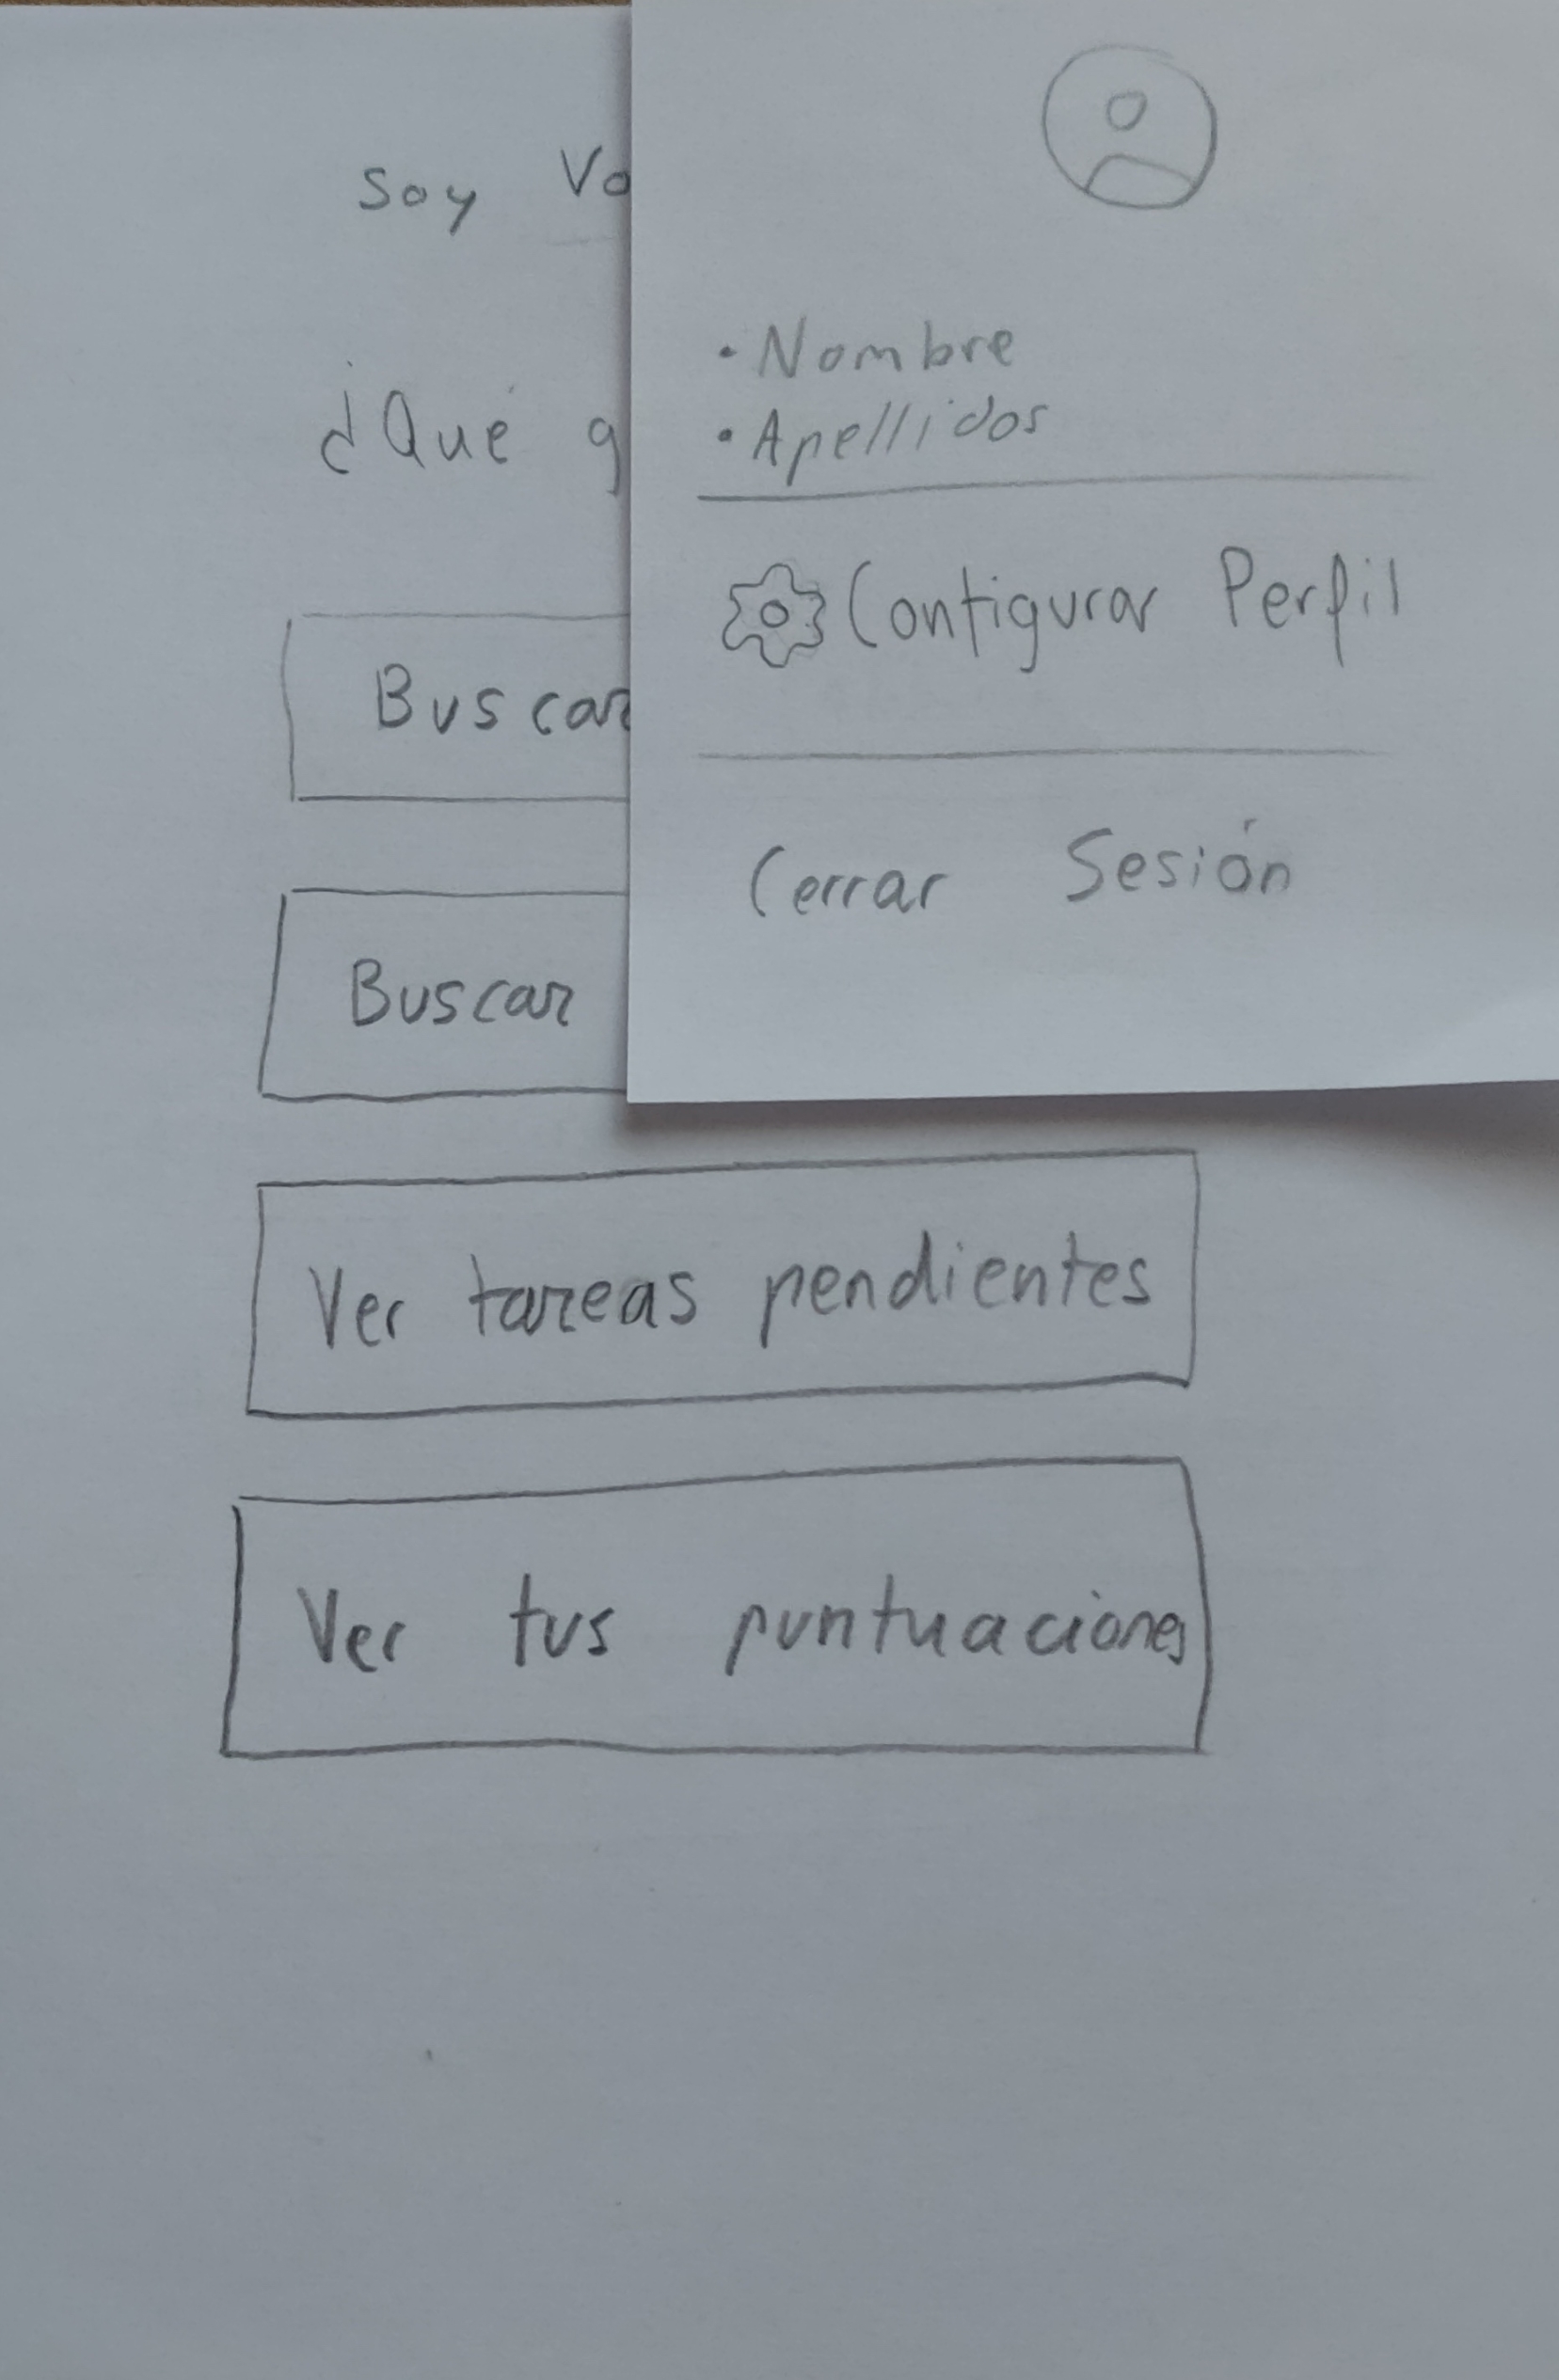 Soy Vo
¿Qué q
Buscar
Buscar
Ver tareas pendientes
Ver tus puntuaciones
• Nombre
• Apellidos
Configurar Perfil
Cerrar Sesión